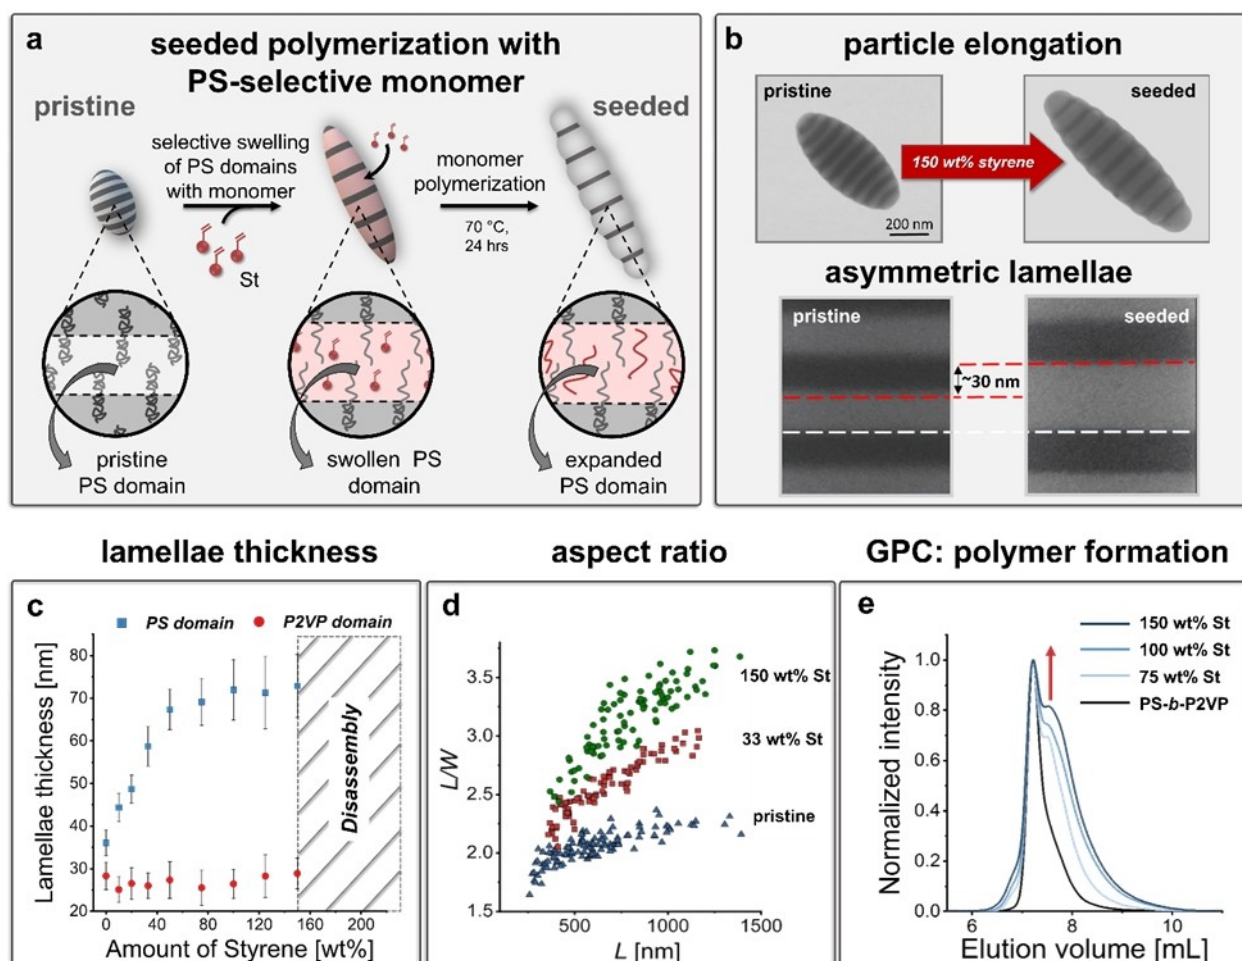 a
seeded polymerization with
PS-selective monomer
pristine
seeded
selective swelling
of PS domains
with monomer
St
monomer
polymerization
70 °C,
24 hrs
pristine
PS domain
swollen PS
domain
expanded
PS domain
b
particle elongation
pristine
150 wt% styrene
seeded
200 nm
asymmetric lamellae
pristine
seeded
~30 nm
lamellae thickness
c
PS domain
P2VP domain
Lamellae thickness [nm]
80
70
60
50
40
30
20
Disassembly
0
40
80
120
160
200
Amount of Styrene [wt%]
aspect ratio
d
L/W
3.5
3.0
2.5
2.0
1.5
150 wt% St
33 wt% St
pristine
500
1000
1500
L [nm]
GPC: polymer formation
e
150 wt% St
100 wt% St
75 wt% St
PS-b-P2VP
Normalized intensity
1.0
0.8
0.6
0.4
0.2
0.0
6
8
10
Elution volume [mL]